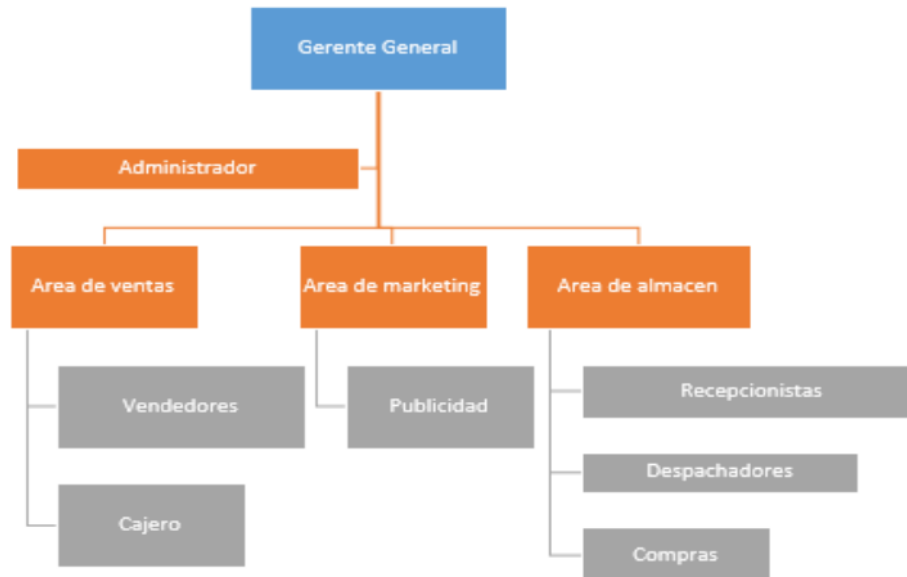 Gerente General
Administrador
Area de ventas
Area de marketing
Area de almacen
Vendedores
Publicidad
Recepcionistas
Despachadores
Cajero
Compras